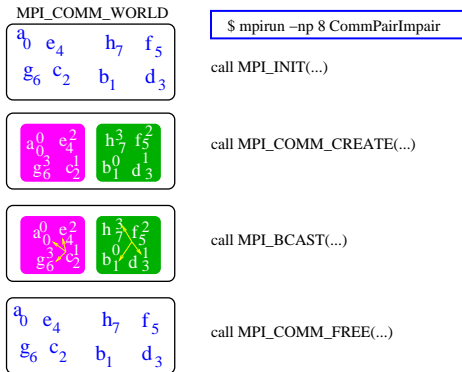 MPI_COMM_WORLD
$ mpirun −np 8 CommPairImpair
a0 e4 h7 f5
g6 c2 b1 d3
call MPI_INIT(...)
a00 e42 h73 f52
g63 c21 b10 d31
call MPI_COMM_CREATE(...)
a00 e42 h73 f52
g63 c21 b10 d31
call MPI_BCAST(...)
a0 e4 h7 f5
g6 c2 b1 d3
call MPI_COMM_FREE(...)